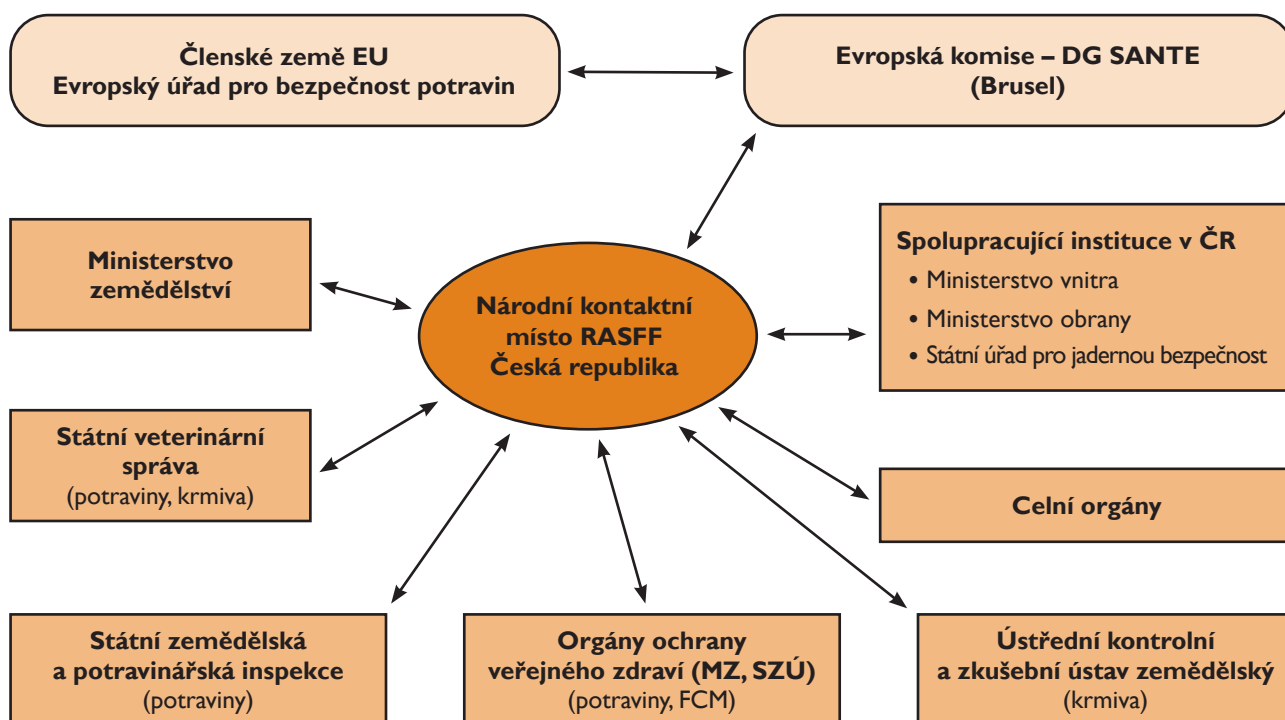 Členské země EU
Evropský úřad pro bezpečnost potravin
Evropská komise – DG SANTE
(Brusel)
Ministerstvo
zemědělství
Národní kontaktní
místo RASFF
Česká republika
Spolupracující instituce v ČR
• Ministerstvo vnitra
• Ministerstvo obrany
• Státní úřad pro jadernou bezpečnost
Státní veterinární
správa
(potraviny, krmiva)
Celní orgány
Státní zemědělská
a potravinářská inspekce
(potraviny)
Orgány ochrany
veřejného zdraví (MZ, SZÚ)
(potraviny, FCM)
Ústřední kontrolní
a zkušební ústav zemědělský
(krmiva)